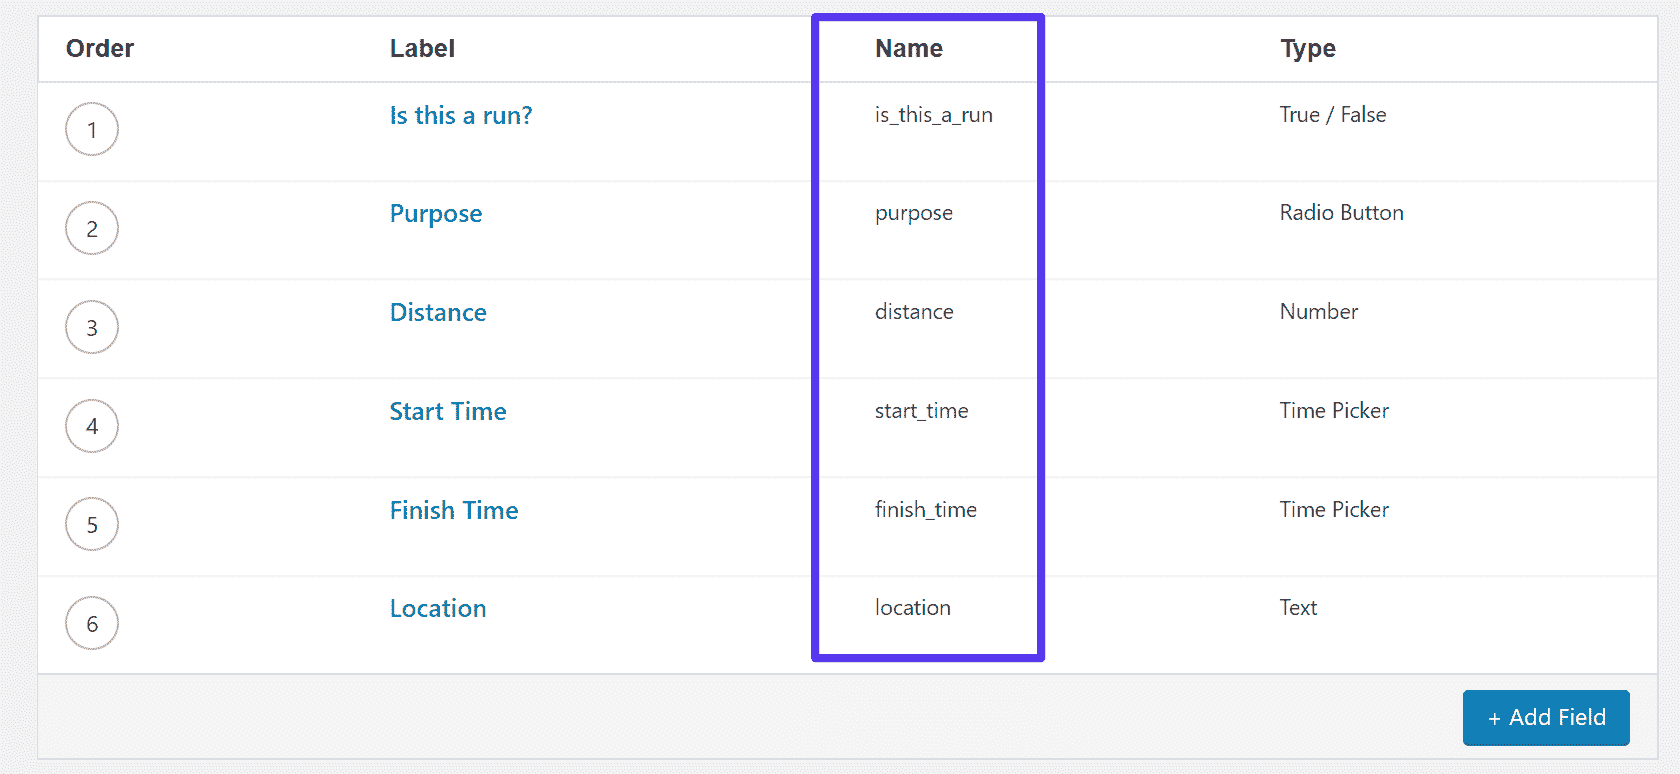 Order Label Name Type
1 Is this a run? is_this_a_run True / False
2 Purpose purpose Radio Button
3 Distance distance Number
4 Start Time start_time Time Picker
5 Finish Time finish_time Time Picker
6 Location location Text
+ Add Field